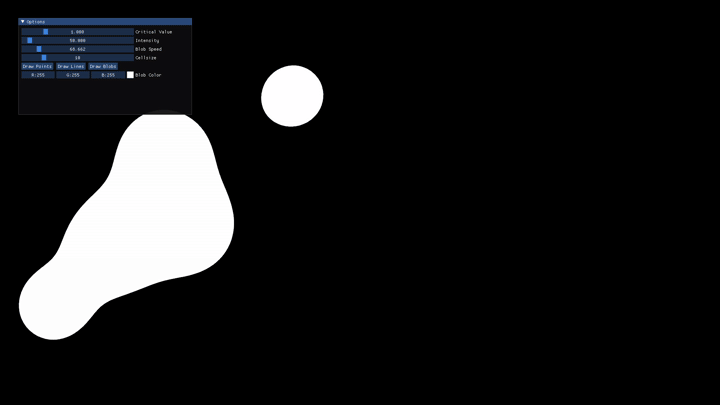 Options
1.000 Critical Value
50.000 Intensity
60.662 Blob Speed
10 Cellsize
Draw Points Draw Lines Draw Blobs
R:255 G:255 B:255 Blob Color